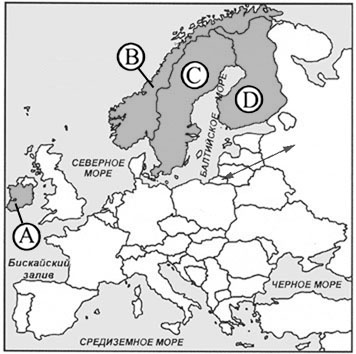 B
C
D
БАЛТИЙСКОЕ МОРЕ
СЕВЕРНОЕ
МОРЕ
A
Бискайский
залив
ЧЕРНОЕ МОРЕ
СРЕДИЗЕМНОЕ МОРЕ